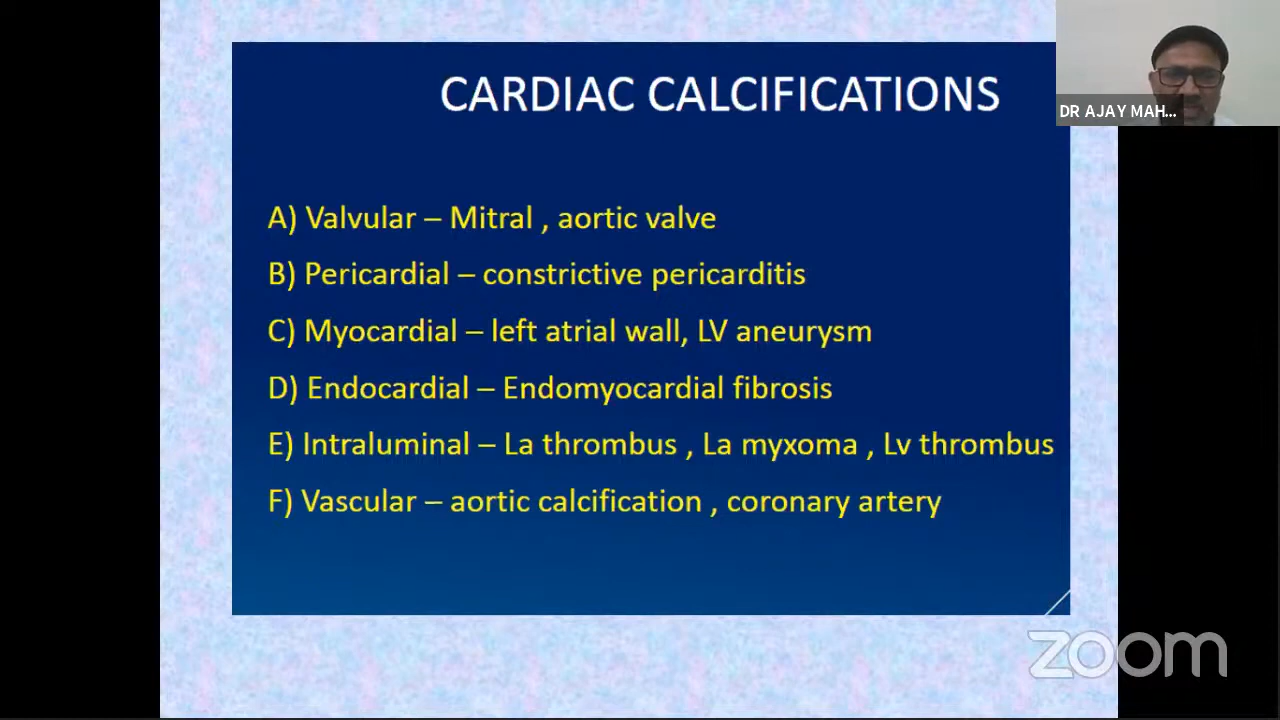 CARDIAC CALCIFICATIONS
DR AJAY MAH...
A) Valvular – Mitral , aortic valve
B) Pericardial – constrictive pericarditis
C) Myocardial – left atrial wall, LV aneurysm
D) Endocardial – Endomyocardial fibrosis
E) Intraluminal – La thrombus , La myxoma , Lv thrombus
F) Vascular – aortic calcification , coronary artery
zoom